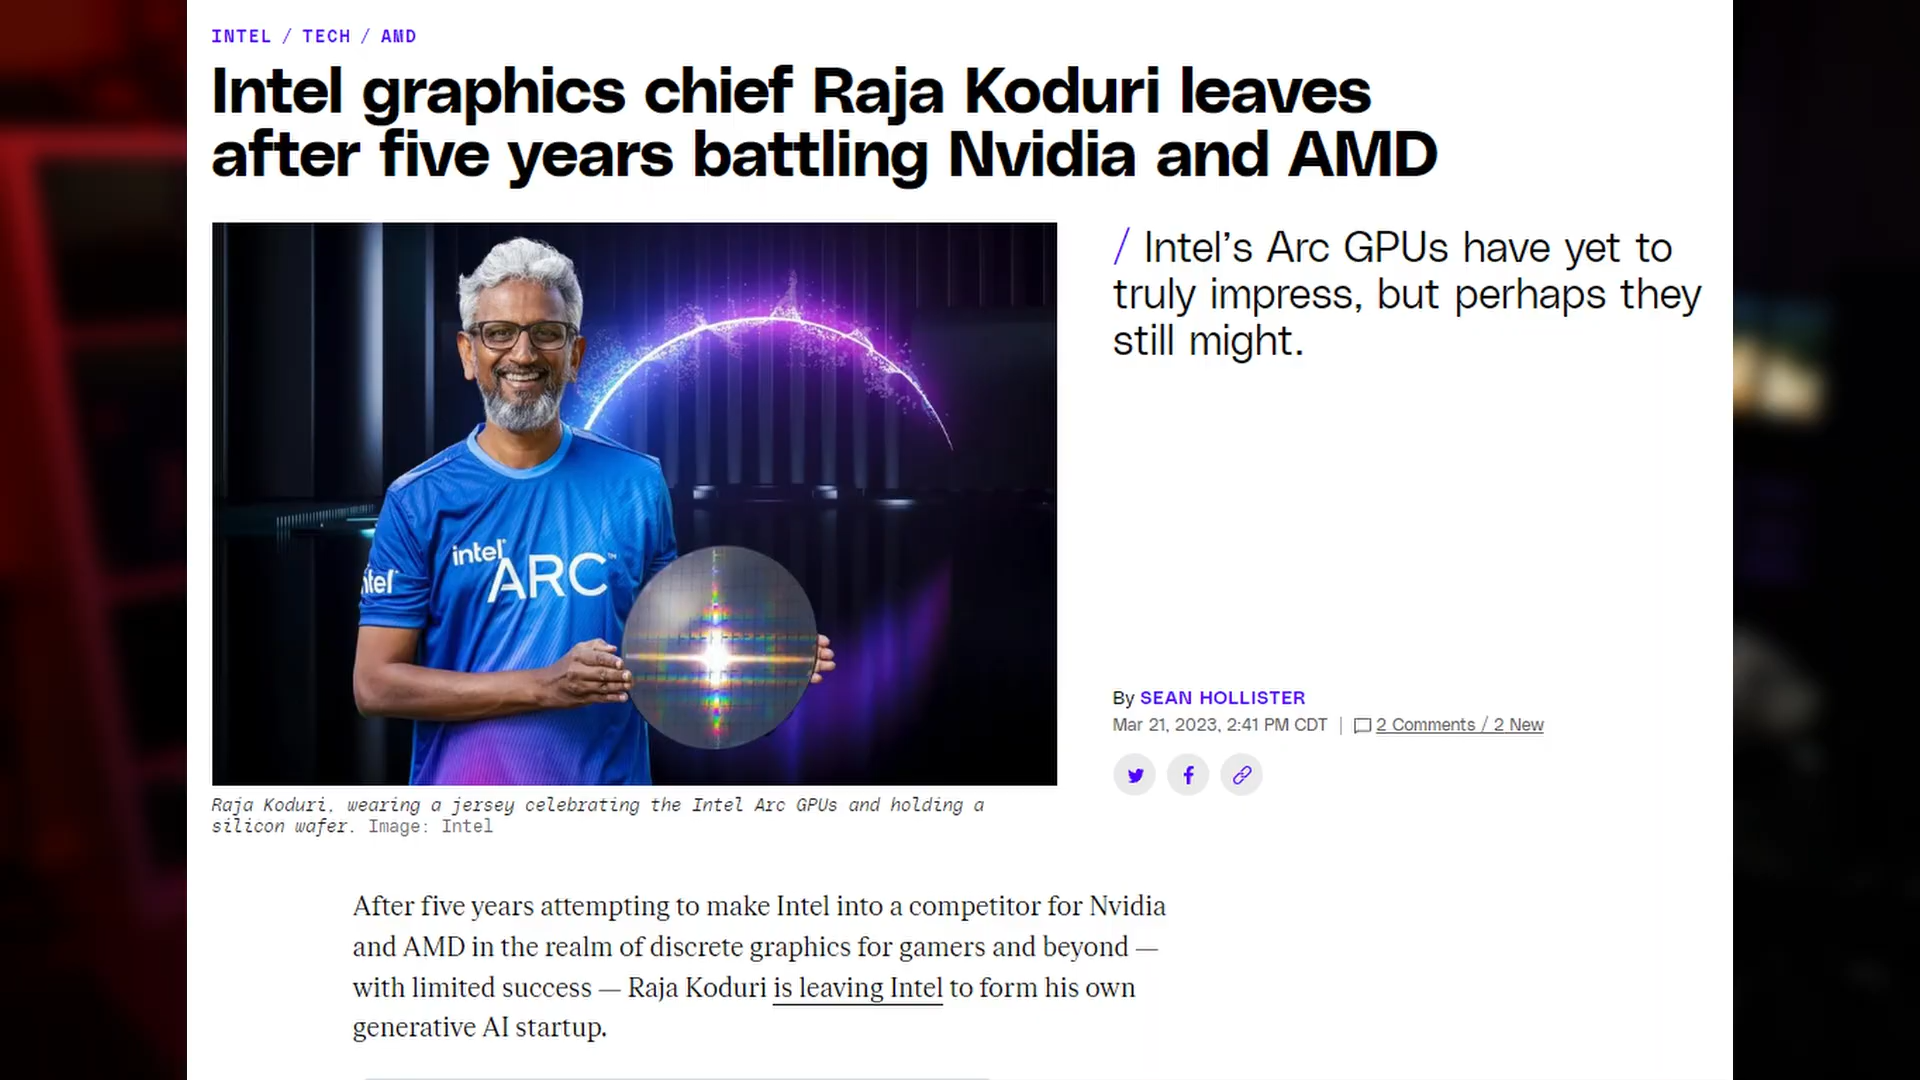 INTEL / TECH / AMD
Intel graphics chief Raja Koduri leaves
after five years battling Nvidia and AMD
/ Intel’s Arc GPUs have yet to
truly impress, but perhaps they
still might.
intel
ARC™
intel
By SEAN HOLLISTER
Mar 21, 2023, 2:41 PM CDT | 2 Comments / 2 New
Raja Koduri, wearing a jersey celebrating the Intel Arc GPUs and holding a
silicon wafer. Image: Intel
After five years attempting to make Intel into a competitor for Nvidia
and AMD in the realm of discrete graphics for gamers and beyond —
with limited success — Raja Koduri is leaving Intel to form his own
generative AI startup.